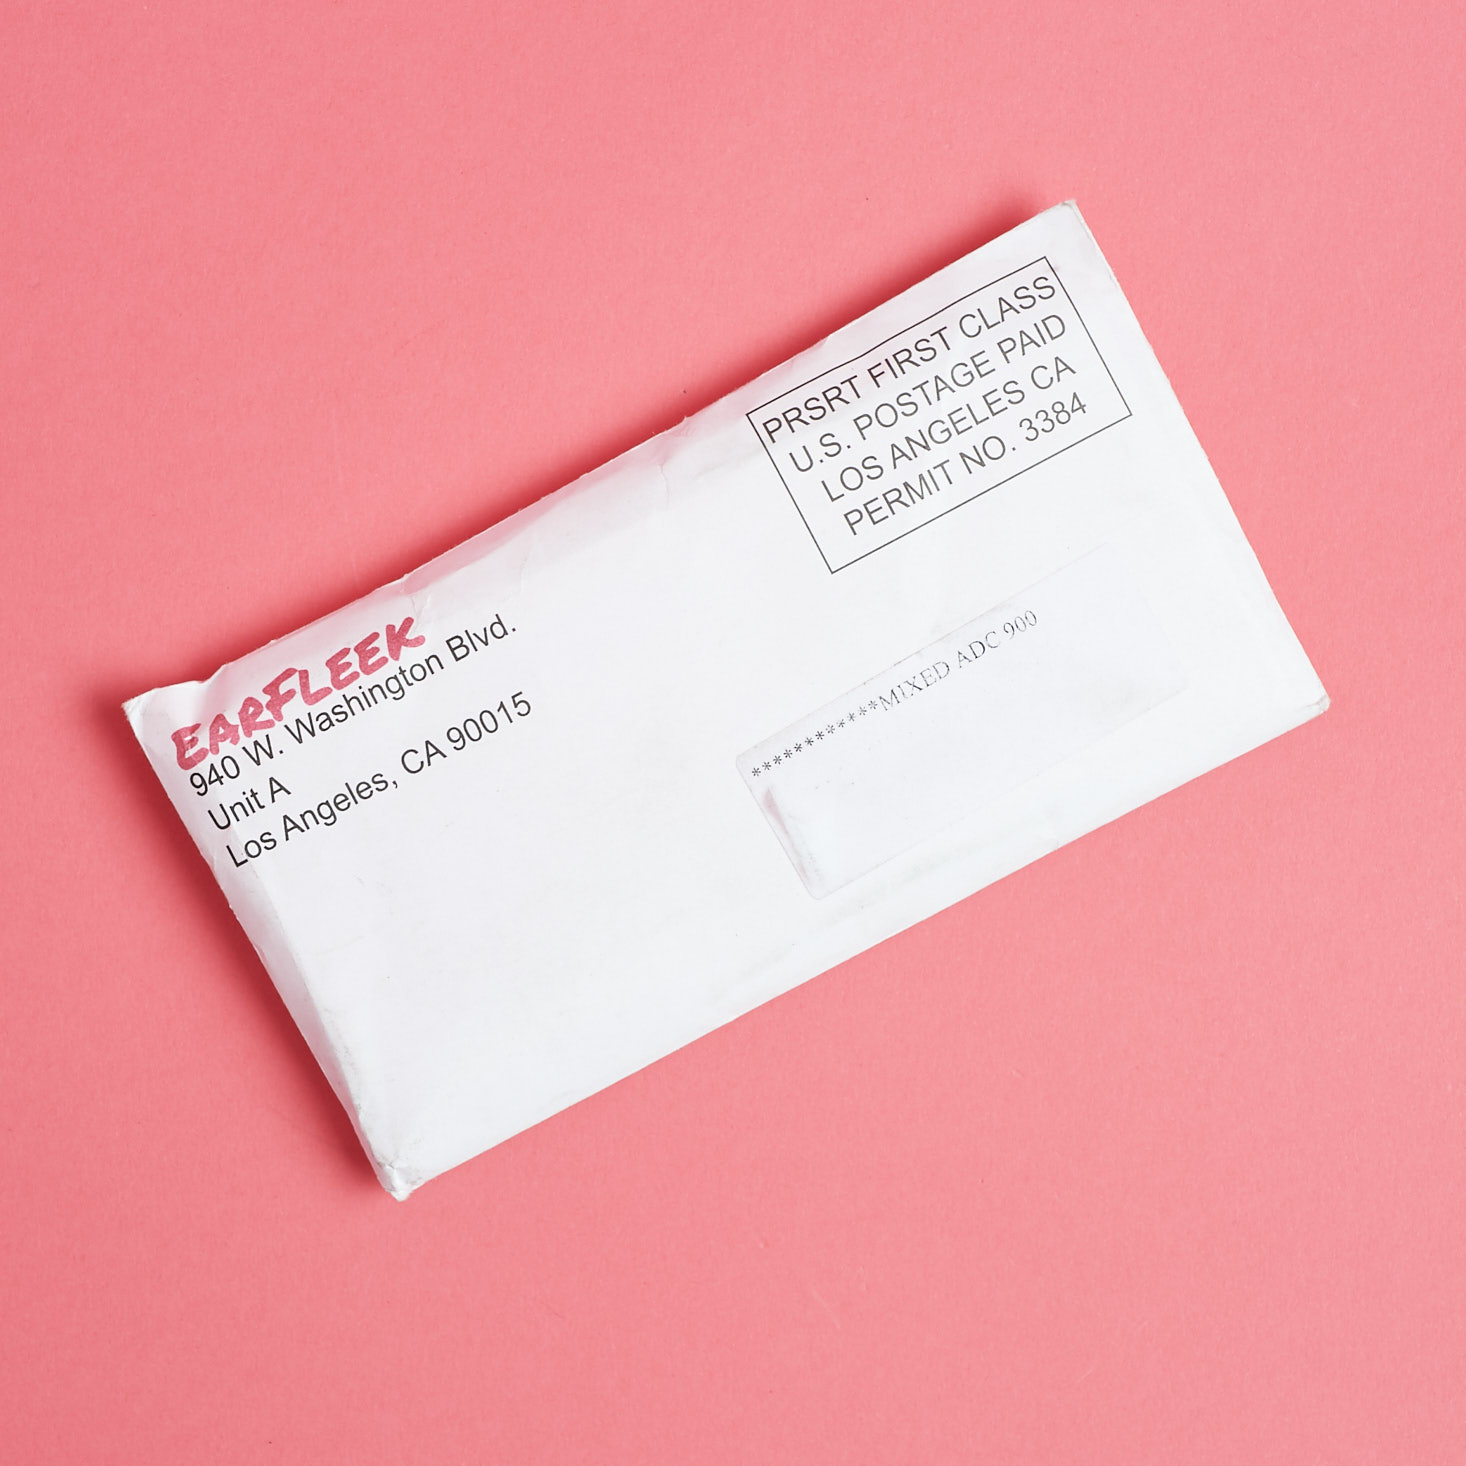 EARFLEEK
940 W. Washington Blvd.
Unit A
Los Angeles, CA 90015
PRSRT FIRST CLASS
U.S. POSTAGE PAID
LOS ANGELES CA
PERMIT NO. 3384
************MIXED ADC 900